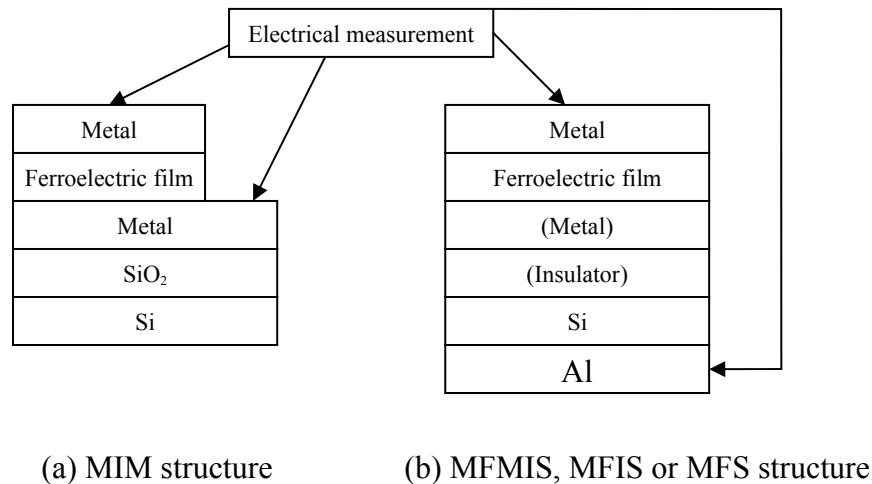 Electrical measurement
Metal
Ferroelectric film
Metal
SiO₂
Si
Metal
Ferroelectric film
(Metal)
(Insulator)
Si
Al
(a) MIM structure
(b) MFMIS, MFIS or MFS structure